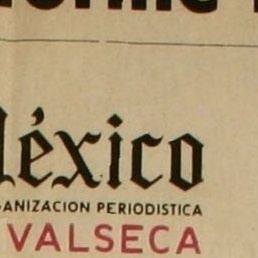 éxico
ANIZACION PERIODISTICA
VALSECA